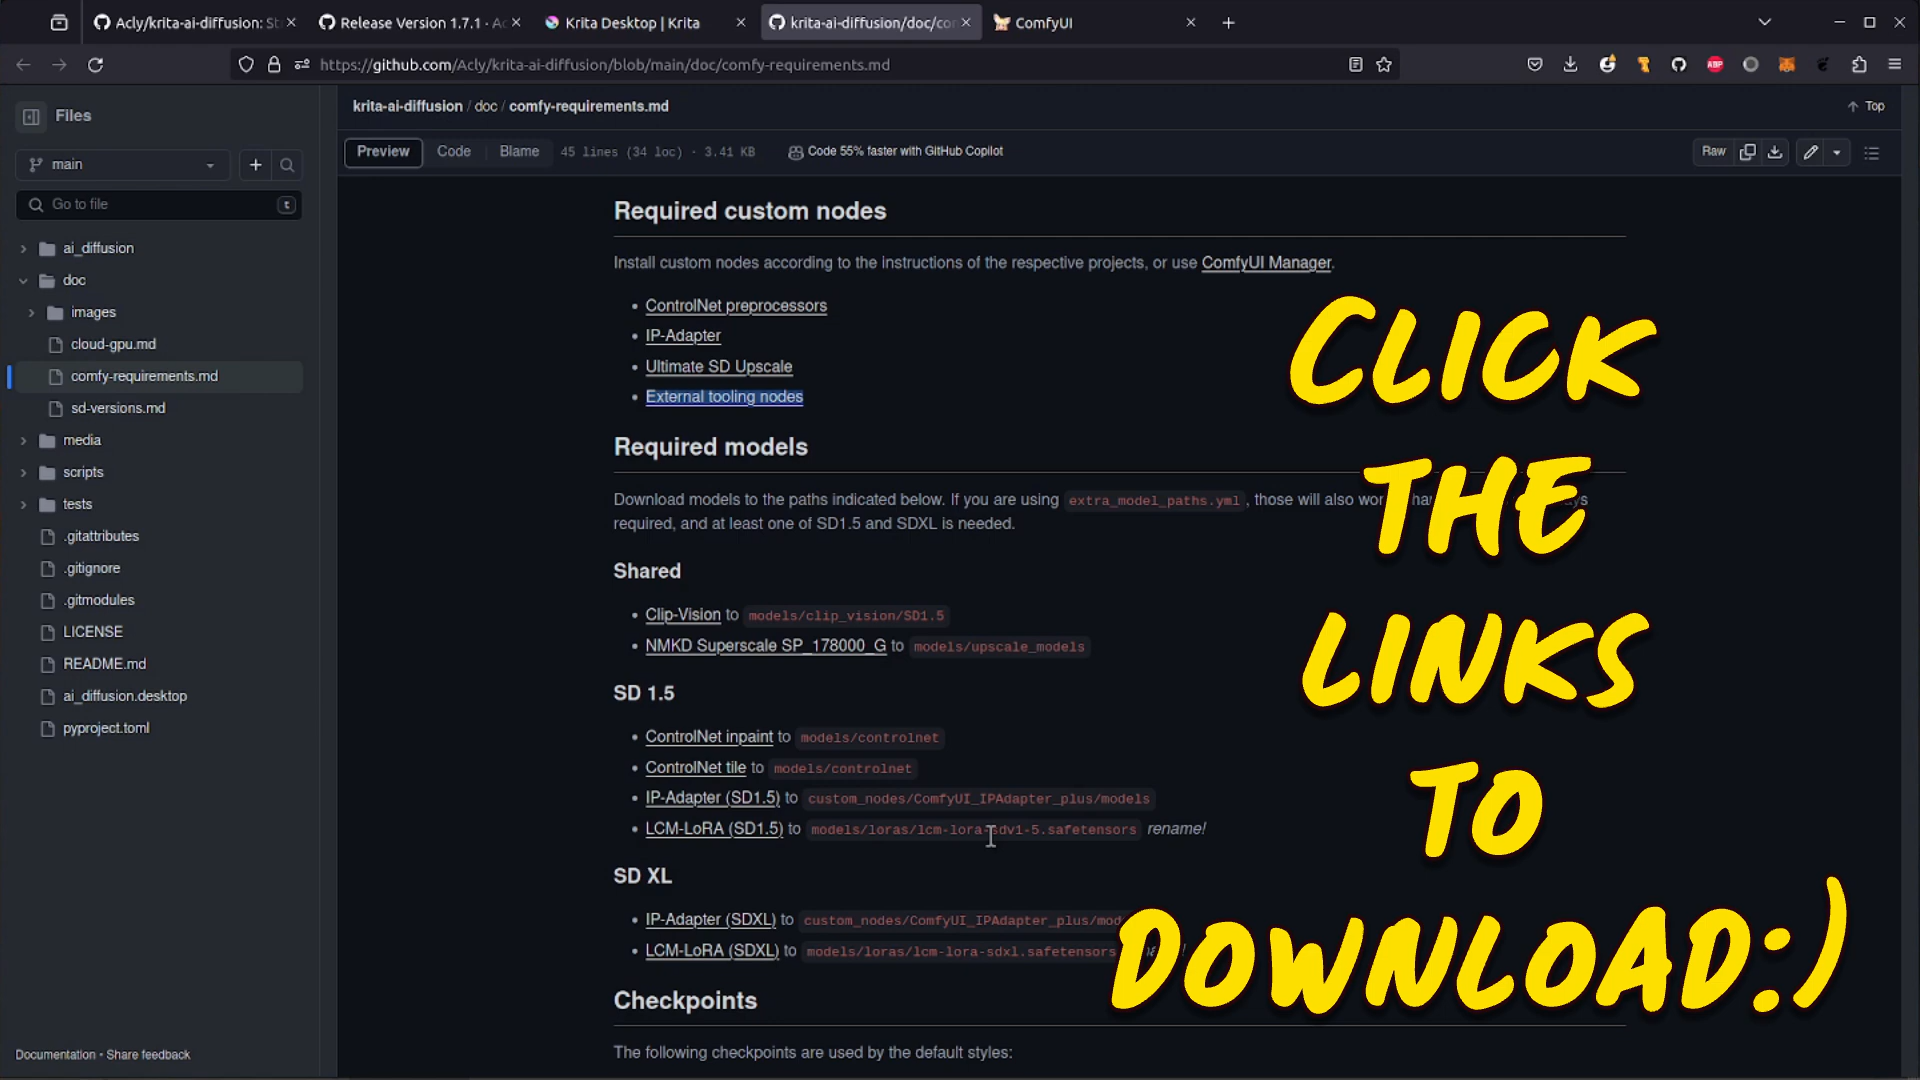 Acly/krita-ai-diffusion: St
Release Version 1.7.1 · Ac
Krita Desktop | Krita
krita-ai-diffusion/doc/co
ComfyUI
https://github.com/Acly/krita-ai-diffusion/blob/main/doc/comfy-requirements.md
ABP
Files
krita-ai-diffusion / doc / comfy-requirements.md
Top
main
Preview
Code
Blame
45 lines (34 loc) · 3.41 KB
Code 55% faster with GitHub Copilot
Raw
Go to file
t
ai_diffusion
doc
images
cloud-gpu.md
comfy-requirements.md
sd-versions.md
media
scripts
tests
.gitattributes
.gitignore
.gitmodules
LICENSE
README.md
ai_diffusion.desktop
pyproject.toml
Documentation • Share feedback
Required custom nodes
Install custom nodes according to the instructions of the respective projects, or use ComfyUI Manager.
• ControlNet preprocessors
• IP-Adapter
• Ultimate SD Upscale
• External tooling nodes
Required models
Download models to the paths indicated below. If you are using extra_model_paths.yml, those will also
required, and at least one of SD1.5 and SDXL is needed.
Shared
• Clip-Vision to models/clip_vision/SD1.5
• NMKD Superscale SP_178000_G to models/upscale_models
SD 1.5
• ControlNet inpaint to models/controlnet
• ControlNet tile to models/controlnet
• IP-Adapter (SD1.5) to custom_nodes/ComfyUI_IPAdapter_plus/models
• LCM-LoRA (SD1.5) to models/loras/lcm-lora-sdv1-5.safetensors rename!
SD XL
• IP-Adapter (SDXL) to custom_nodes/ComfyUI_IPAdapter_plus/mod
• LCM-LoRA (SDXL) to models/loras/lcm-lora-sdxl.safetensors
Checkpoints
The following checkpoints are used by the default styles:
CLICK
THE
LINKS
TO
DOWNLOAD:)